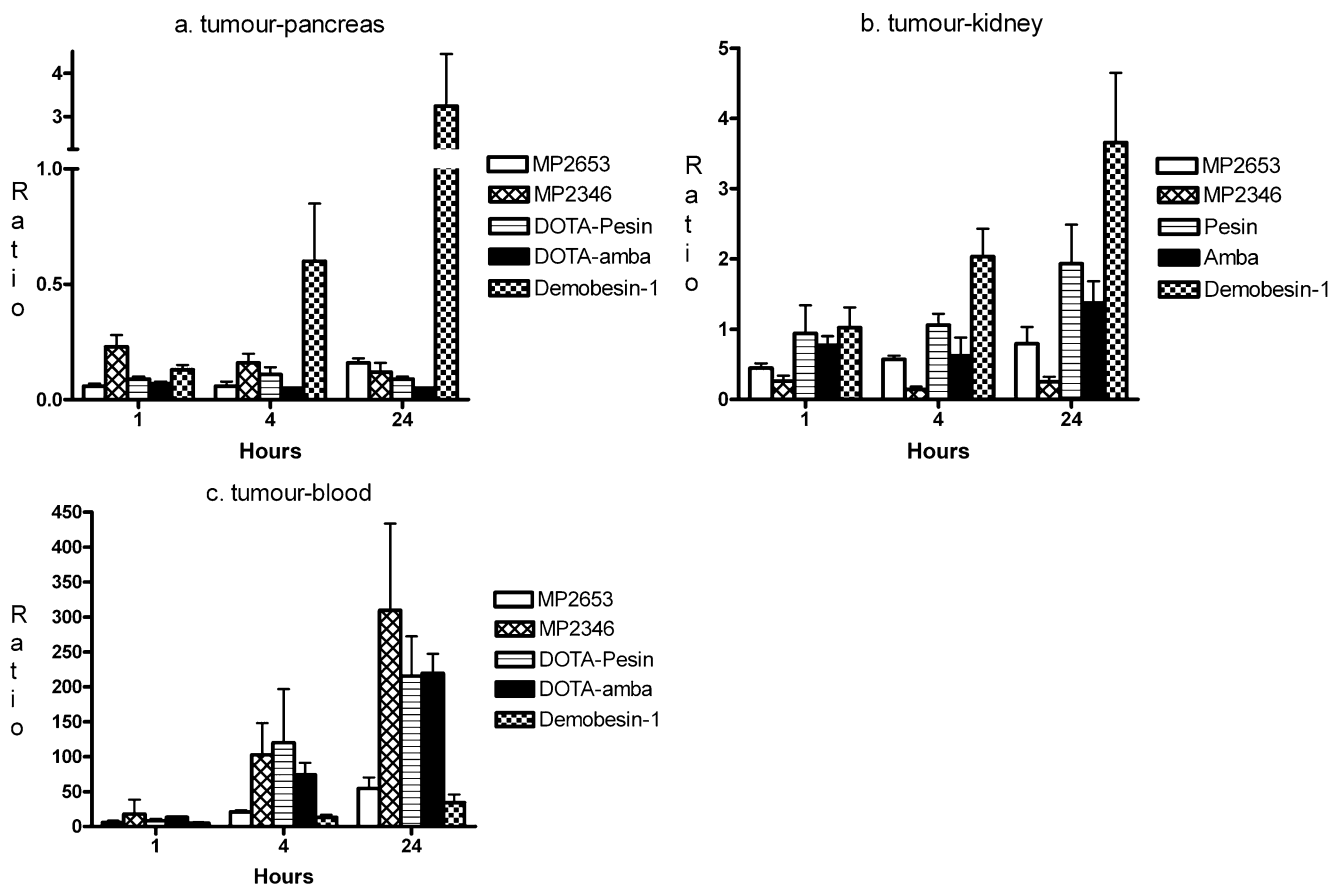 a. tumour-pancreas
4
3
1.0
0.5
0.0
Ratio
1 4 24
Hours
MP2653
MP2346
DOTA-Pesin
DOTA-amba
Demobesin-1
b. tumour-kidney
5
4
3
2
1
0
Ratio
1 4 24
Hours
MP2653
MP2346
Pesin
Amba
Demobesin-1
c. tumour-blood
450
400
350
300
250
200
150
100
50
0
Ratio
1 4 24
Hours
MP2653
MP2346
DOTA-Pesin
DOTA-amba
Demobesin-1